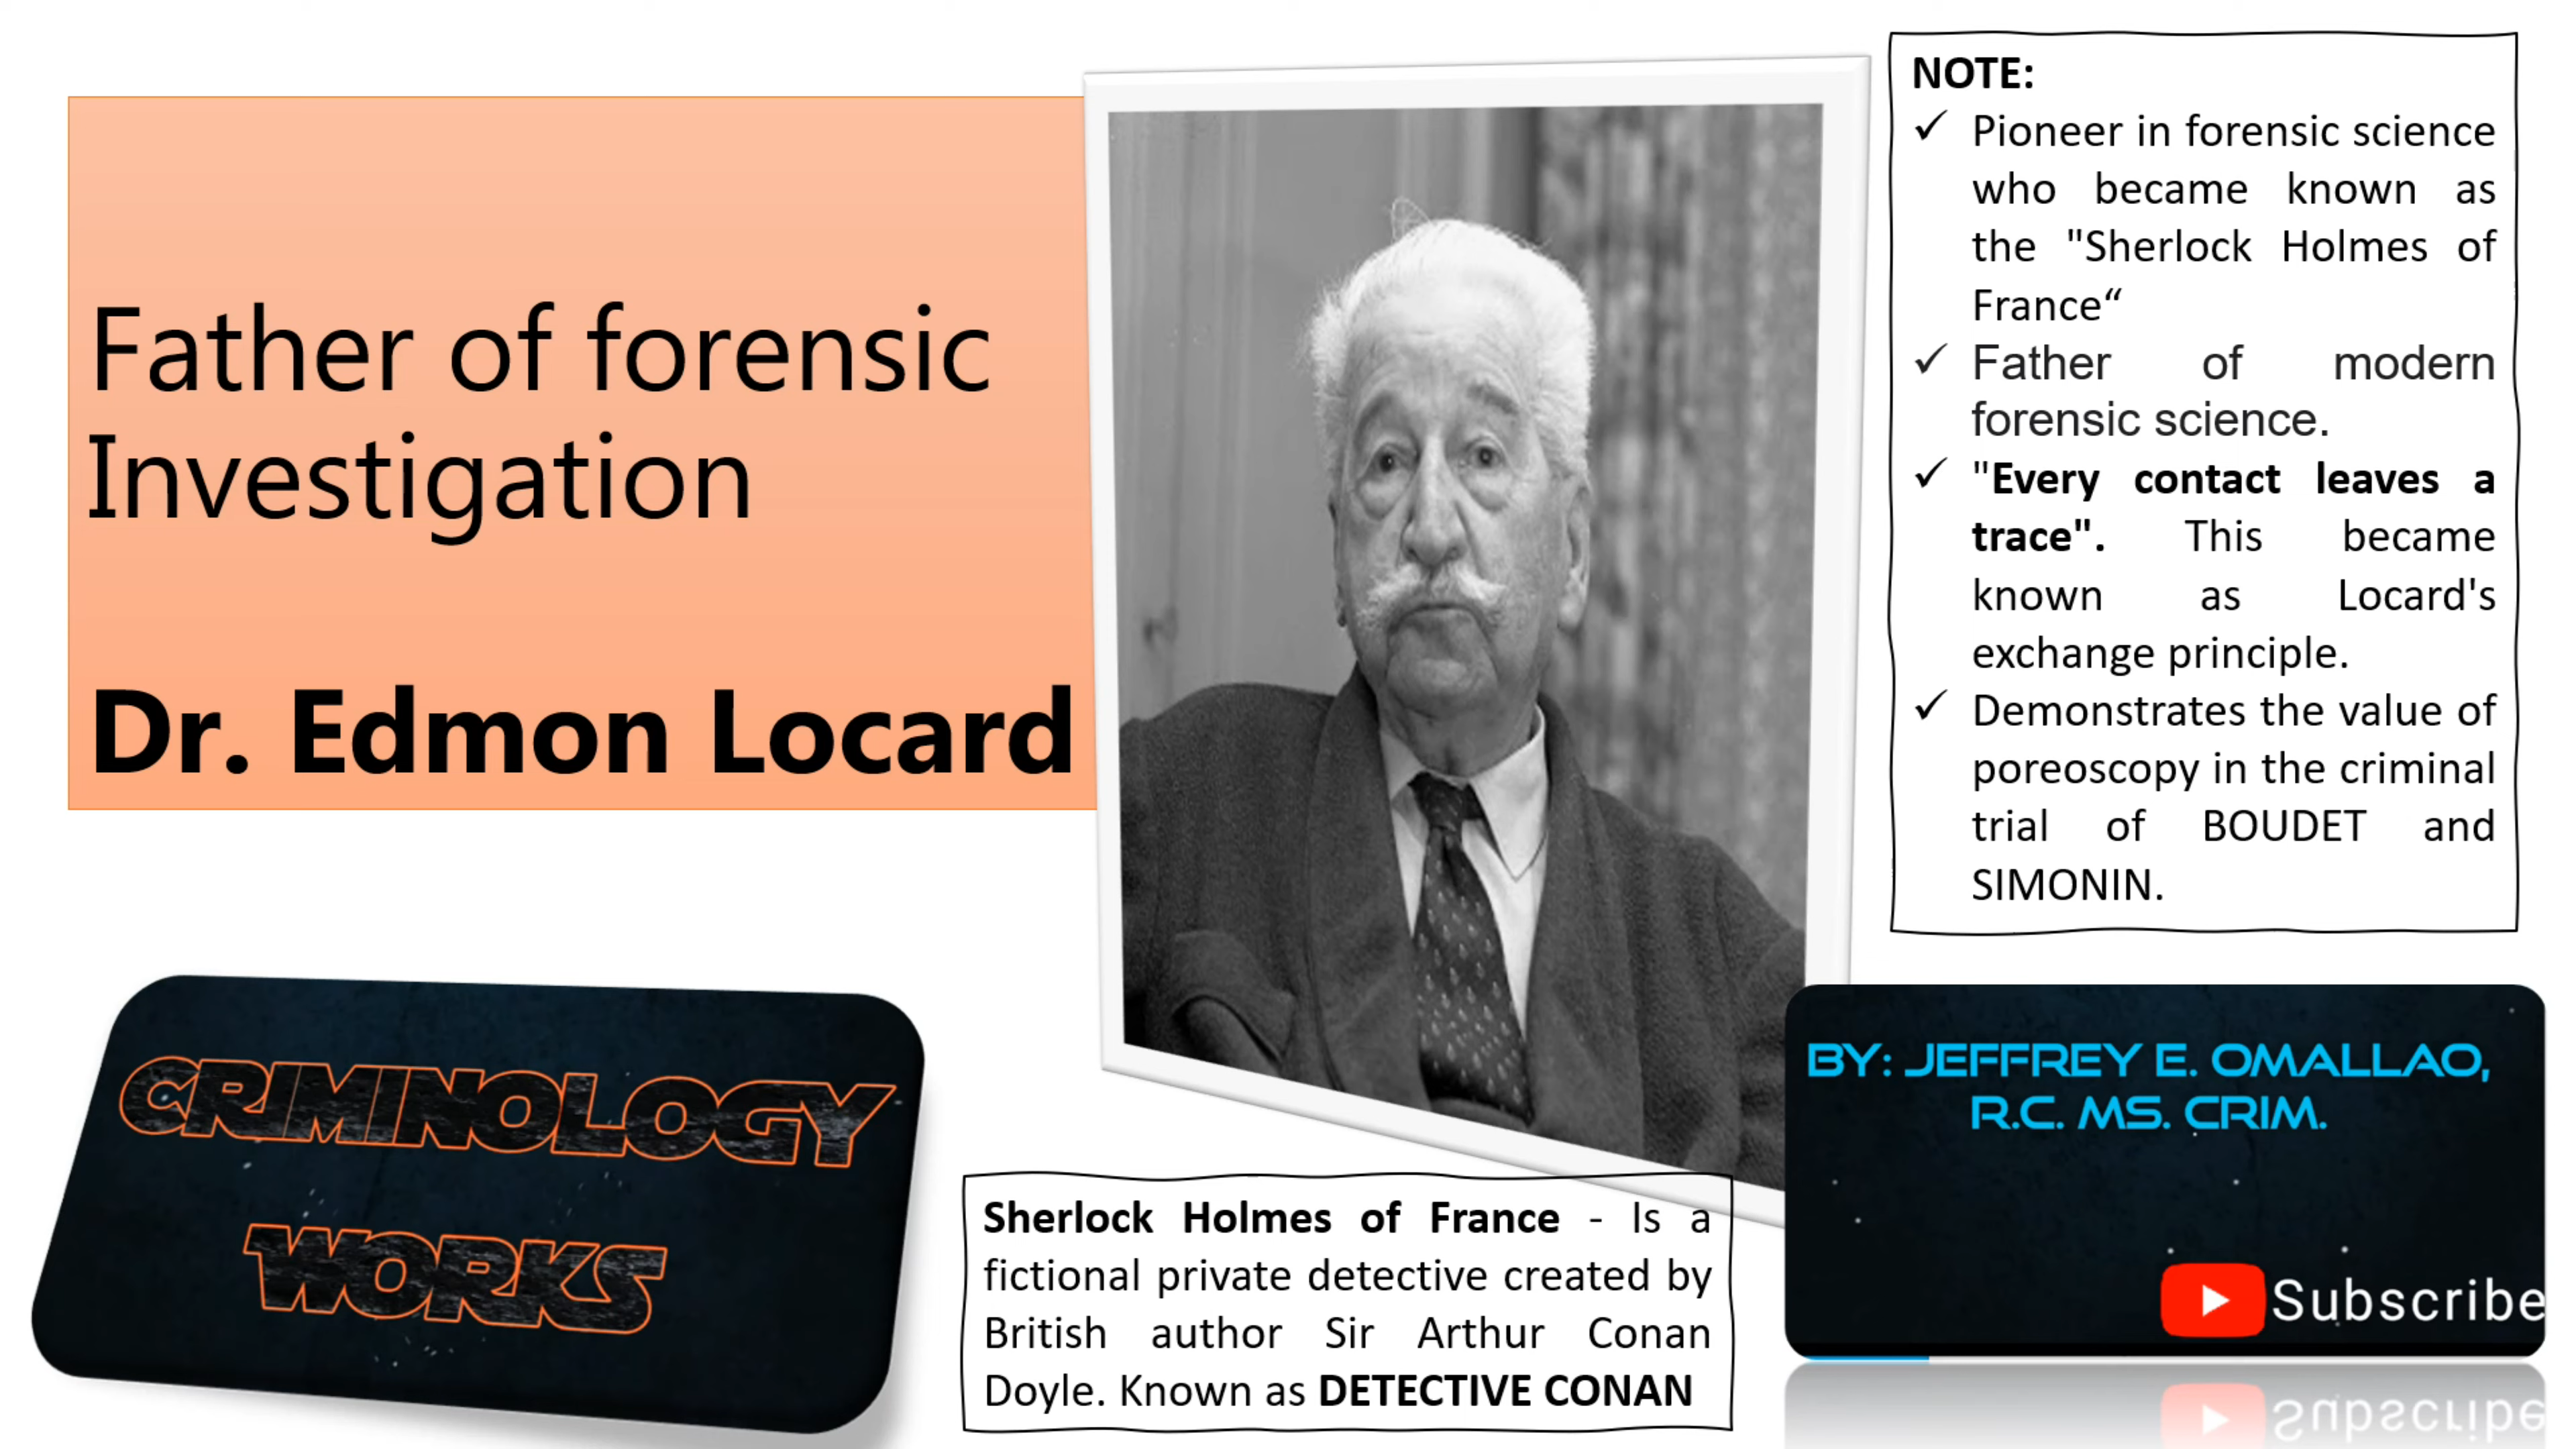 Father of forensic
Investigation
Dr. Edmon Locard
NOTE:
✓ Pioneer in forensic science
who became known as
the "Sherlock Holmes of
France“
✓ Father of modern
forensic science.
✓ "Every contact leaves a
trace". This became
known as Locard's
exchange principle.
✓ Demonstrates the value of
poreoscopy in the criminal
trial of BOUDET and
SIMONIN.
CRIMINOLOGY
WORKS
Sherlock Holmes of France - Is a
fictional private detective created by
British author Sir Arthur Conan
Doyle. Known as DETECTIVE CONAN
BY: JEFFREY E. OMALLAO,
R.C. MS. CRIM.
Subscribe